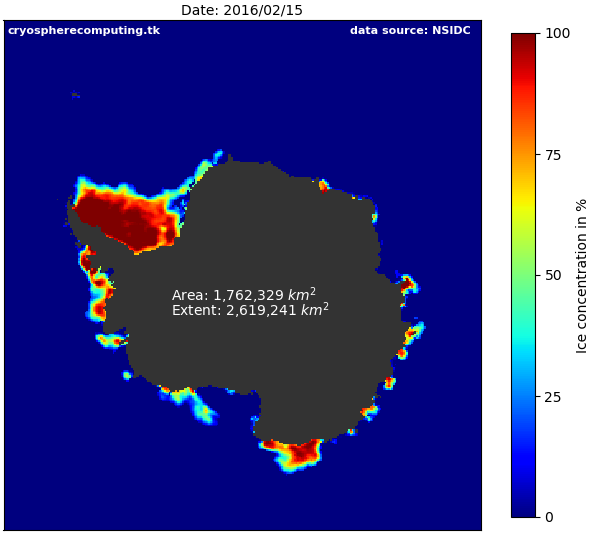 Date: 2016/02/15
cryospherecomputing.tk
data source: NSIDC
Area: 1,762,329 km²
Extent: 2,619,241 km²
100
75
50
25
0
Ice concentration in %